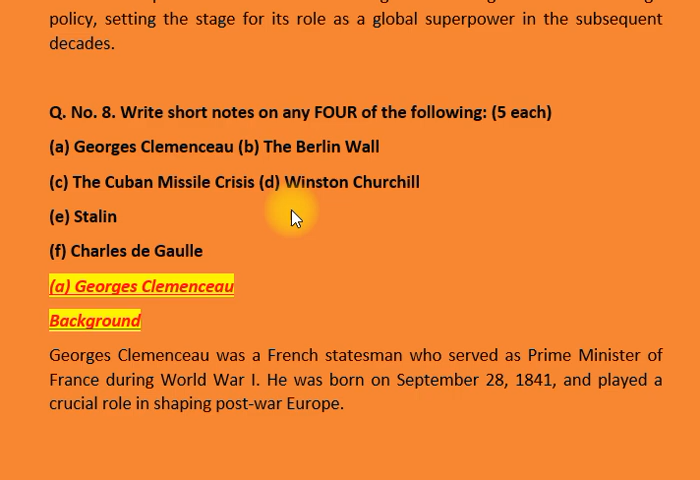 policy, setting the stage for its role as a global superpower in the subsequent
decades.
Q. No. 8. Write short notes on any FOUR of the following: (5 each)
(a) Georges Clemenceau (b) The Berlin Wall
(c) The Cuban Missile Crisis (d) Winston Churchill
(e) Stalin
(f) Charles de Gaulle
(a) Georges Clemenceau
Background
Georges Clemenceau was a French statesman who served as Prime Minister of
France during World War I. He was born on September 28, 1841, and played a
crucial role in shaping post-war Europe.